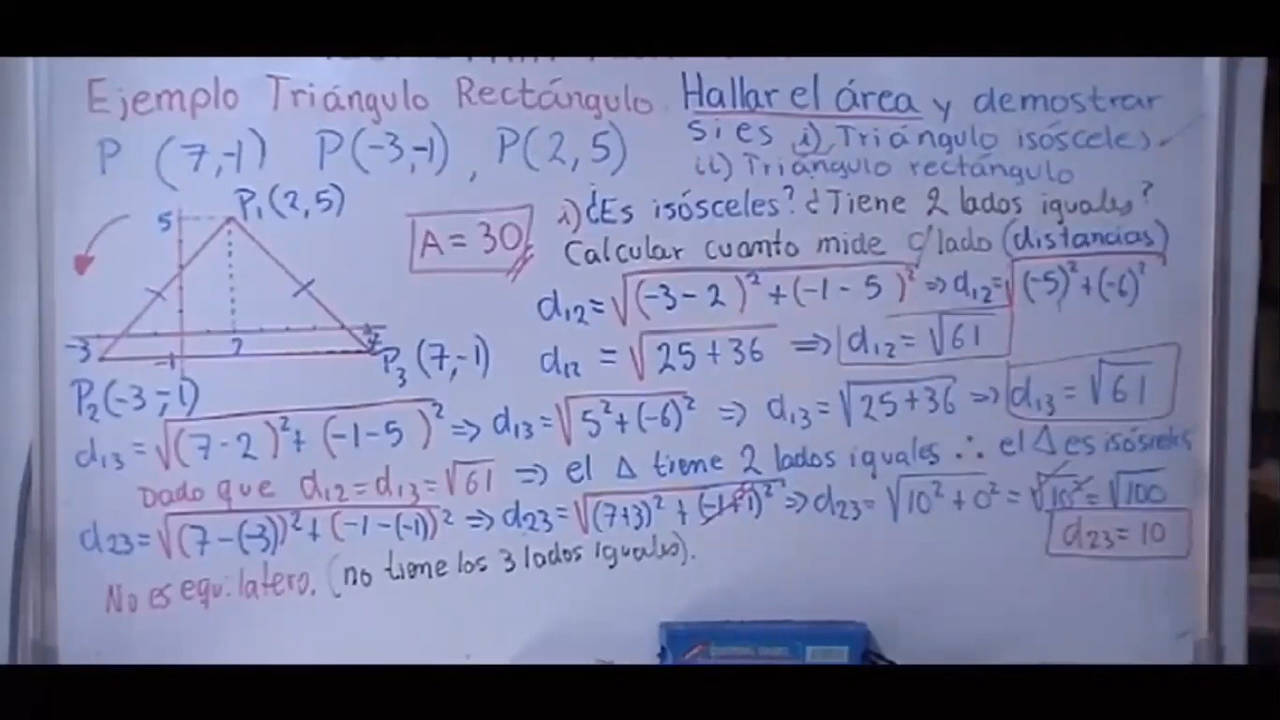 Ejemplo Triángulo Rectángulo. Hallar el área y demostrar
si es i) Triángulo isósceles
P (7,-1) P(-3,-1), P(2,5)
ii) Triángulo rectángulo
5 P₁(2,5)
A = 30
i) ¿Es isósceles? ¿Tiene 2 lados iguales?
Calcular cuanto mide c/lado (distancias)
d₁₂=√(-3-2)²+(-1-5)² ⇒ d₁₂=√(-5)²+(-6)²
-3 -1 2 7 P₃(7,-1)
d₁₂ = √25+36 ⇒ d₁₂=√61
P₂(-3,-1)
d₁₃=√(7-2)²+(-1-5)² ⇒ d₁₃=√5²+(-6)² ⇒ d₁₃=√25+36 ⇒ d₁₃=√61
Dado que d₁₂=d₁₃=√61 ⇒ el Δ tiene 2 lados iguales ∴ el Δ es isósceles
d₂₃=√(7-(-3))²+(-1-(-1))² ⇒ d₂₃=√(7+3)²+(-1+1)² ⇒ d₂₃=√10²+0² = √10² = √100
d₂₃=10
No es equilatero. (no tiene los 3 lados iguales).